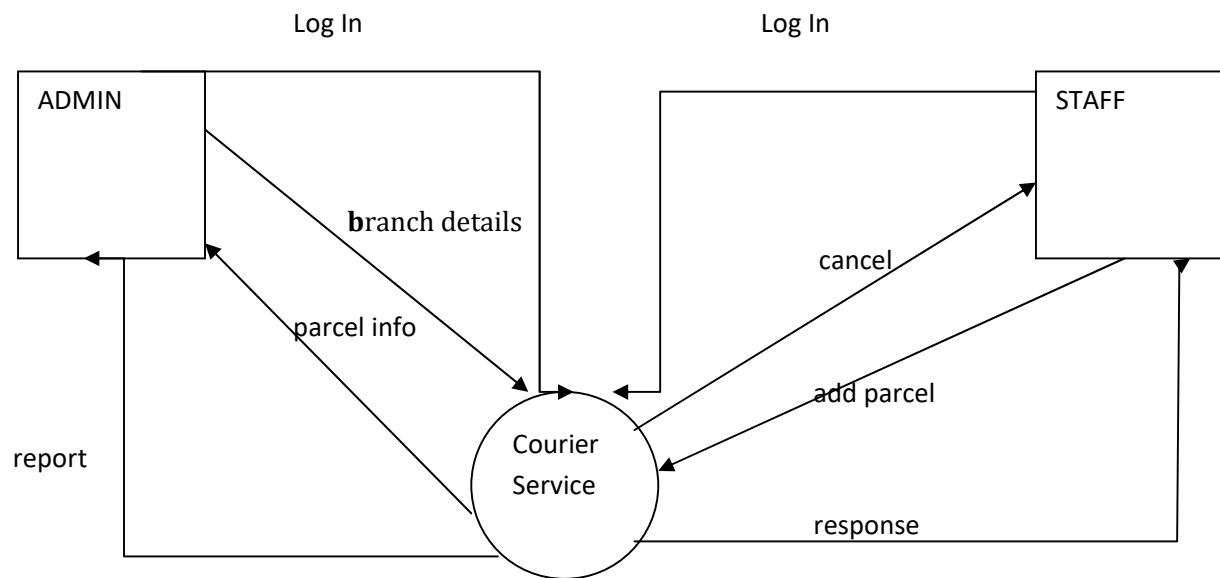 Log In
Log In
ADMIN
STAFF
branch details
cancel
parcel info
add parcel
Courier
Service
report
response